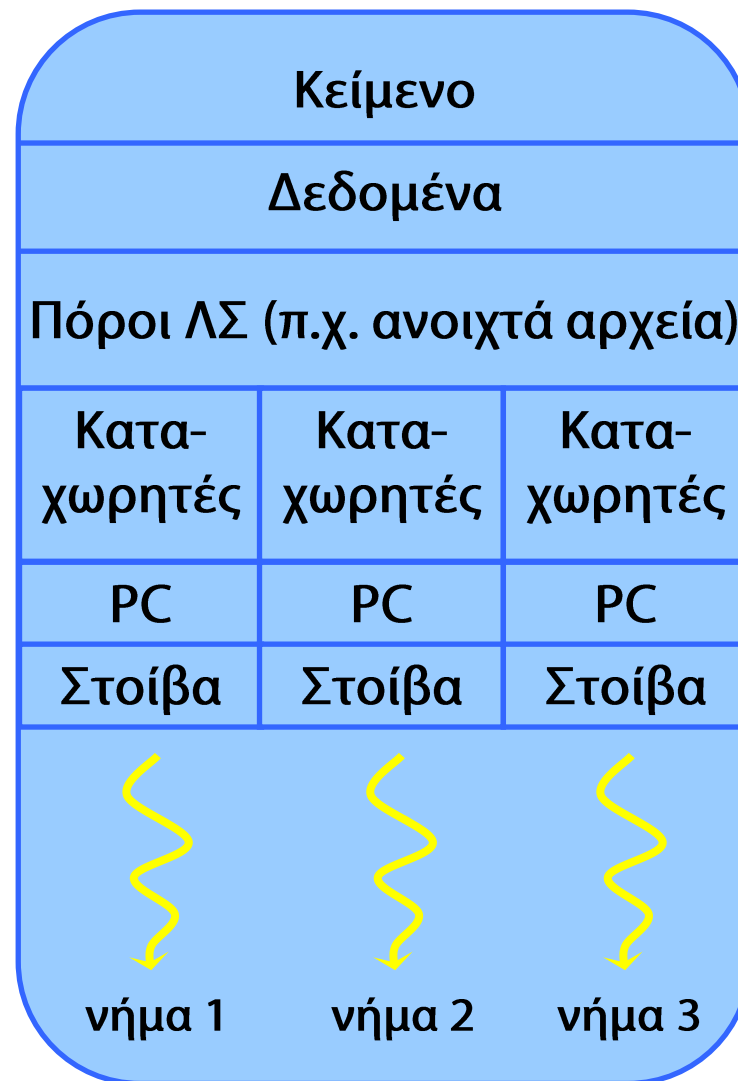 Κείμενο
Δεδομένα
Πόροι ΛΣ (π.χ. ανοιχτά αρχεία)
Κατα- Κατα- Κατα-
χωρητές χωρητές χωρητές
PC PC PC
Στοίβα Στοίβα Στοίβα
νήμα 1 νήμα 2 νήμα 3